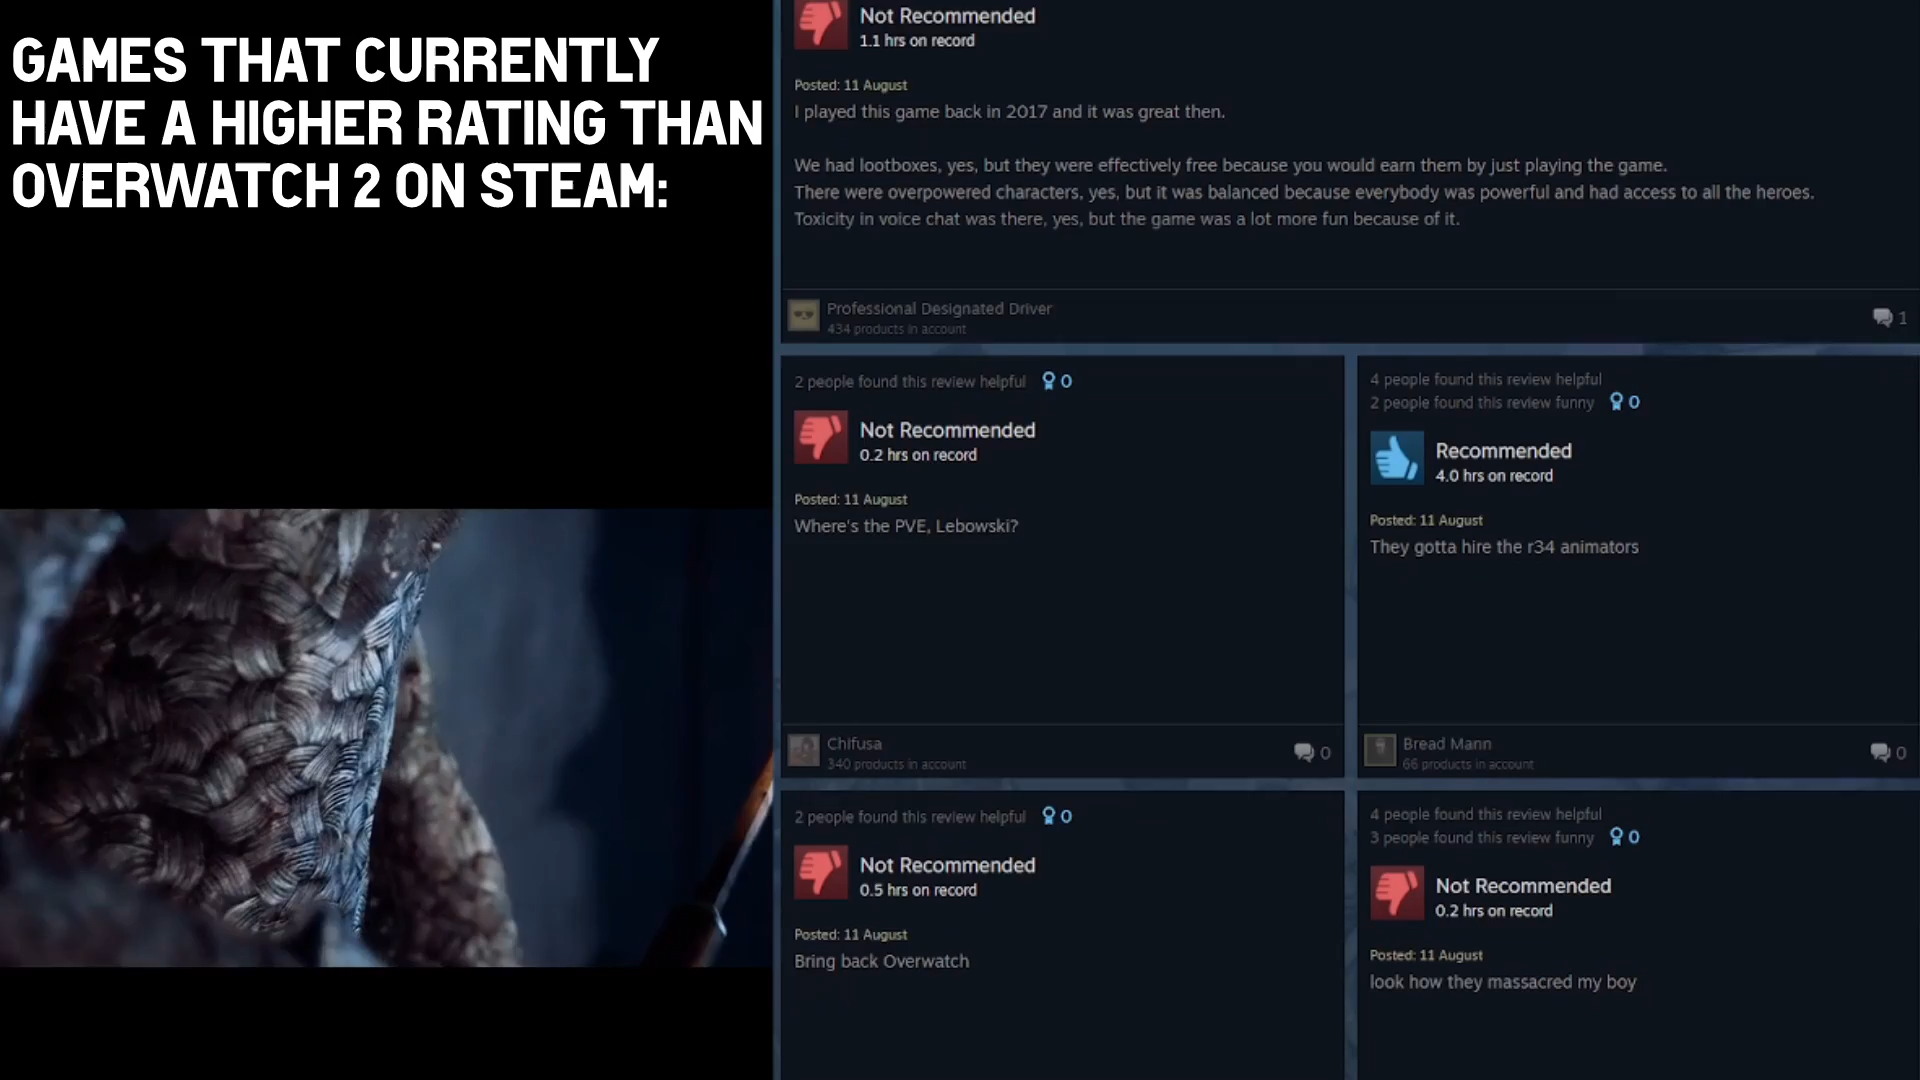 GAMES THAT CURRENTLY
HAVE A HIGHER RATING THAN
OVERWATCH 2 ON STEAM:
Not Recommended
1.1 hrs on record
Posted: 11 August
I played this game back in 2017 and it was great then.
We had lootboxes, yes, but they were effectively free because you would earn them by just playing the game.
There were overpowered characters, yes, but it was balanced because everybody was powerful and had access to all the heroes.
Toxicity in voice chat was there, yes, but the game was a lot more fun because of it.
Professional Designated Driver
434 products in account
1
2 people found this review helpful 0
Not Recommended
0.2 hrs on record
Posted: 11 August
Where's the PVE, Lebowski?
Chifusa
340 products in account
0
4 people found this review helpful
2 people found this review funny 0
Recommended
4.0 hrs on record
Posted: 11 August
They gotta hire the r34 animators
Bread Mann
66 products in account
0
2 people found this review helpful 0
Not Recommended
0.5 hrs on record
Posted: 11 August
Bring back Overwatch
4 people found this review helpful
3 people found this review funny 0
Not Recommended
0.2 hrs on record
Posted: 11 August
look how they massacred my boy